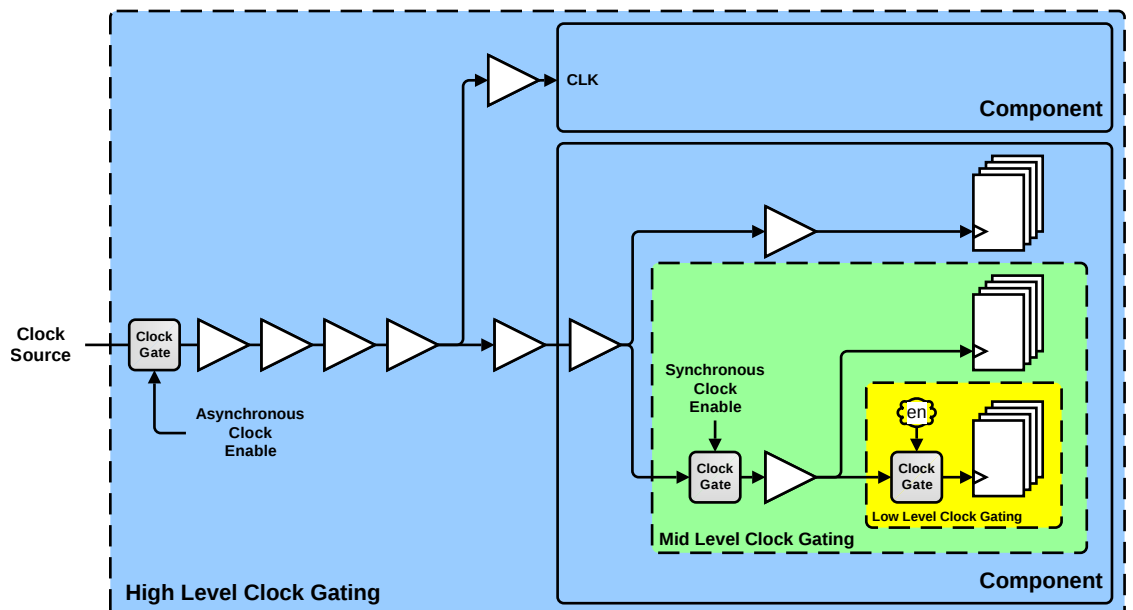 CLK
Component
Clock
Source
Clock
Gate
Asynchronous
Clock
Enable
Synchronous
Clock
Enable
en
Clock
Gate
Clock
Gate
Low Level Clock Gating
Mid Level Clock Gating
Component
High Level Clock Gating